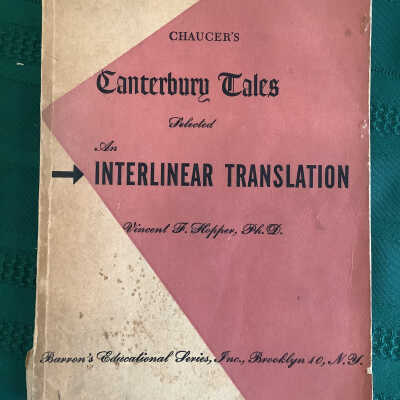 CHAUCER'S
Canterbury Tales
Selected
An
INTERLINEAR TRANSLATION
Vincent F. Hopper, Ph.D.
Barron's Educational Series, Inc., Brooklyn 10, N.Y.